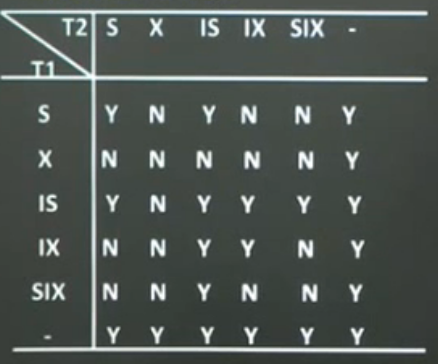 T2 S X IS IX SIX -
T1
S Y N Y N N Y
X N N N N N Y
IS Y N Y Y Y Y
IX N N Y Y N Y
SIX N N Y N N Y
- Y Y Y Y Y Y